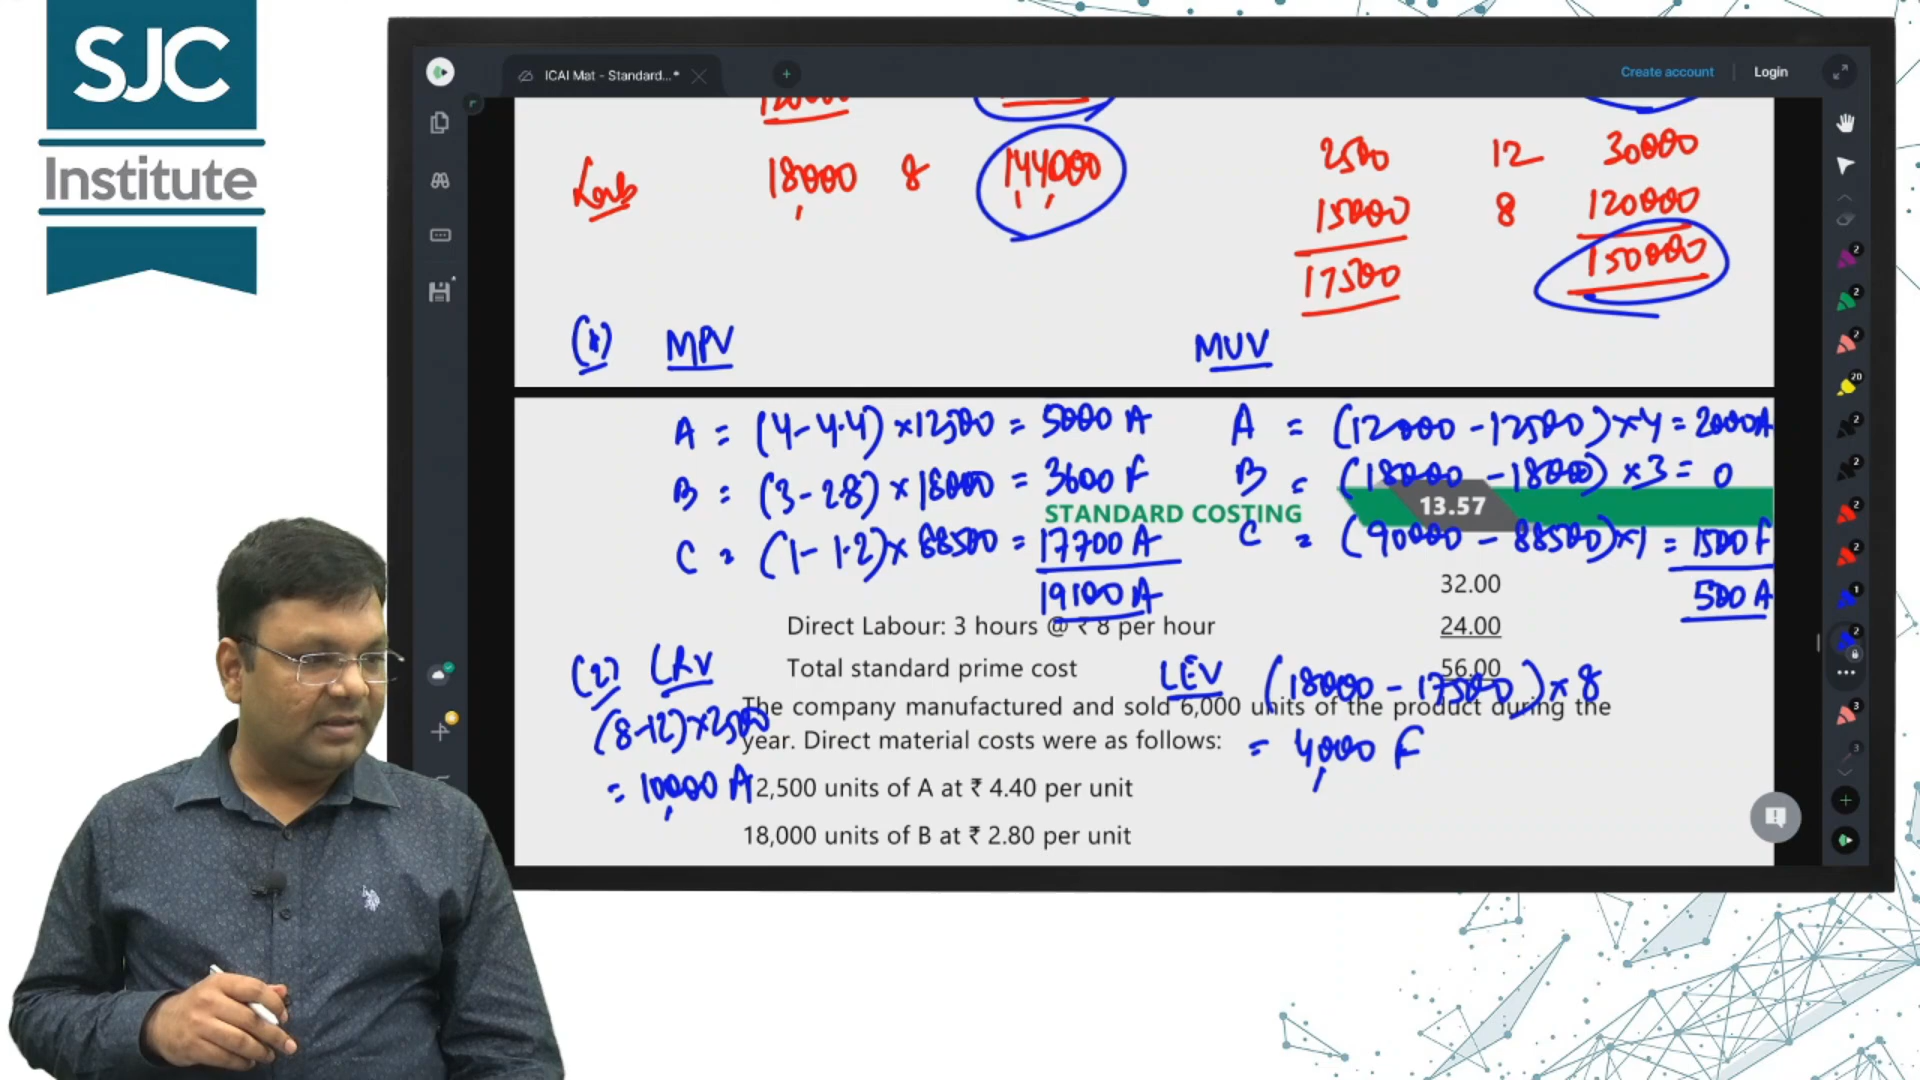 SJC
Institute
ICAI Mat - Standard...*
Create account
Login
120000
Lab 18000 8 144000
2500 12 30000
15000 8 120000
17500 150000
(1) MPV
MUV
A = (4-4.4) ×12500 = 5000 A
B = (3-2.8) × 18000 = 3600 F
C = (1-1.2)× 88500 = 17700 A
19100 A
A = (12000 -12500)×4 = 2000A
B = (18000 - 18000) ×3 = 0
C = (90000 - 88500)×1 = 1500 F
500 A
STANDARD COSTING 13.57
32.00
Direct Labour: 3 hours @ ₹ 8 per hour 24.00
Total standard prime cost 56.00
The company manufactured and sold 6,000 units of the product during the
year. Direct material costs were as follows:
2,500 units of A at ₹ 4.40 per unit
18,000 units of B at ₹ 2.80 per unit
(2) LRV
(8-12)×2500
= 10000 A
LEV (18000 - 17500) × 8
= 4000 F